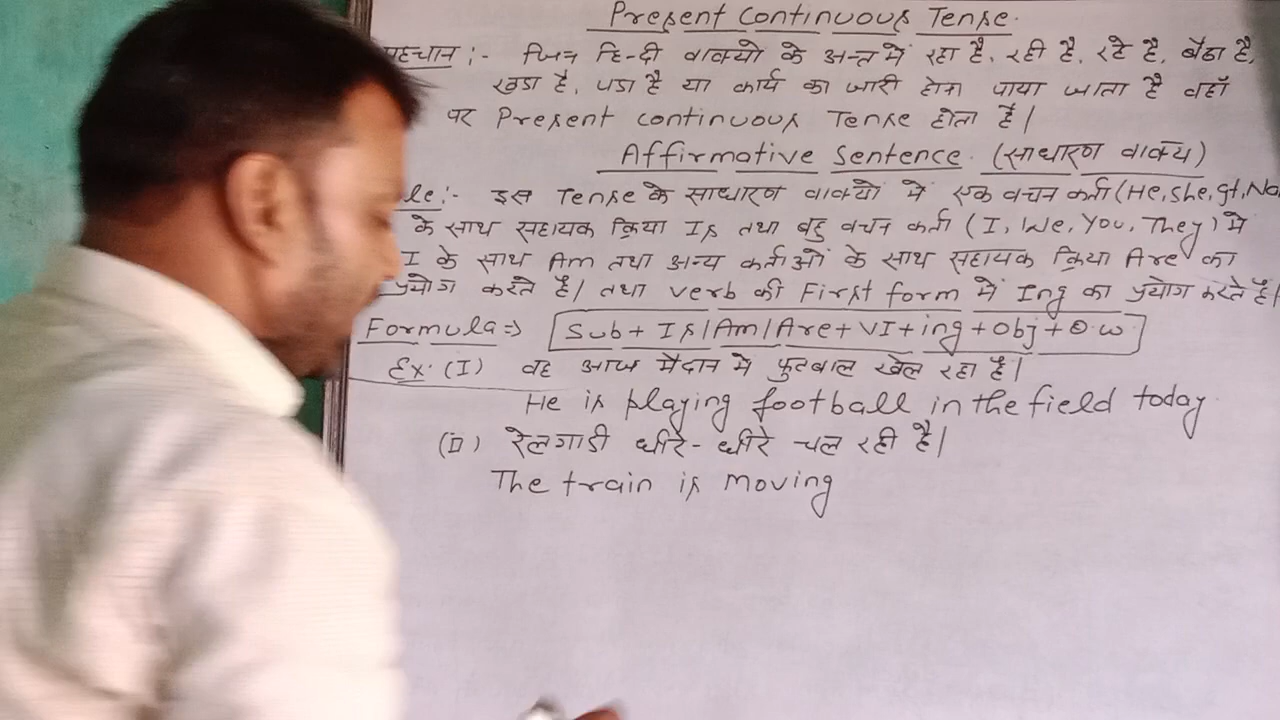 Present Continuous Tense.
पहचान :- जिन हिन्दी वाक्यो के अन्त में रहा है, रही है, रहे है, बैठा है,
खडा है, पडा है या कार्य का जारी होना पाया जाता है वहाँ
पर Present continuous Tense होता है।
Affirmative Sentence. (साधारण वाक्य)
le:- इस Tense के साधारण वाक्यों में एक वचन कर्ता (He, She, It, Na
के साथ सहायक क्रिया Is तथा बहु वचन कर्ता (I, We, You, They) मे
I के साथ Am तथा अन्य कर्ताओं के साथ सहायक क्रिया Are का
प्रयोग करते है। तथा verb की First form में Ing का प्रयोग करते है।
Formula => Sub + Is/Am/Are + VI + ing + Obj + O.w.
Ex. (I) वह आज मैदान मे फुटबाल खेल रहा है।
He is playing football in the field today.
(II) रेलगाडी धीरे-धीरे चल रही है।
The train is moving